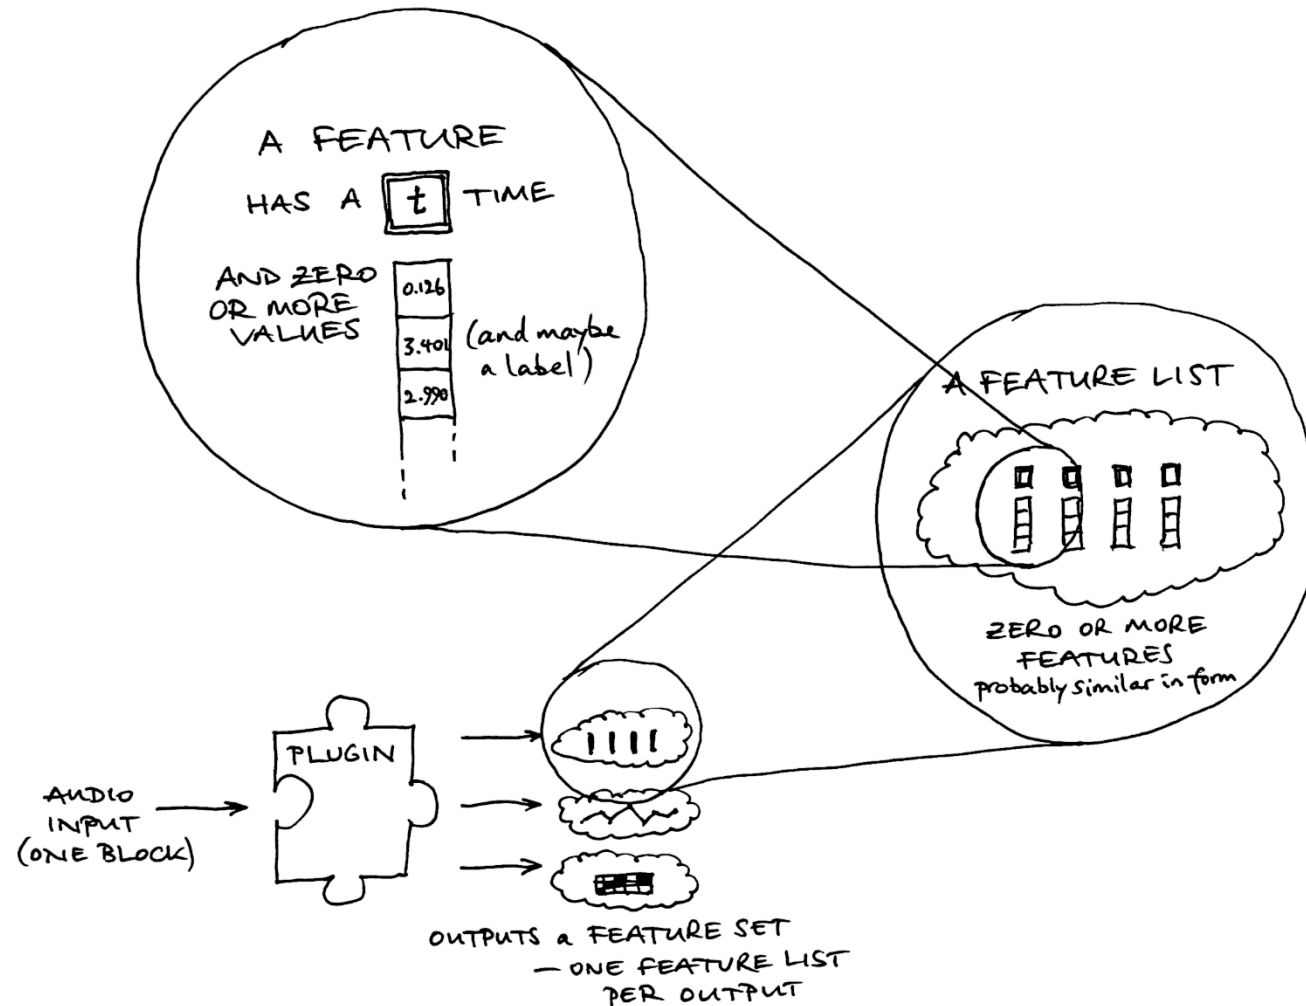 A FEATURE
HAS A t TIME
AND ZERO
OR MORE
VALUES
0.126
3.401
2.990
(and maybe
a label)
A FEATURE LIST
ZERO OR MORE
FEATURES
probably similar in form
PLUGIN
AUDIO
INPUT
(ONE BLOCK)
OUTPUTS a FEATURE SET
— ONE FEATURE LIST
PER OUTPUT